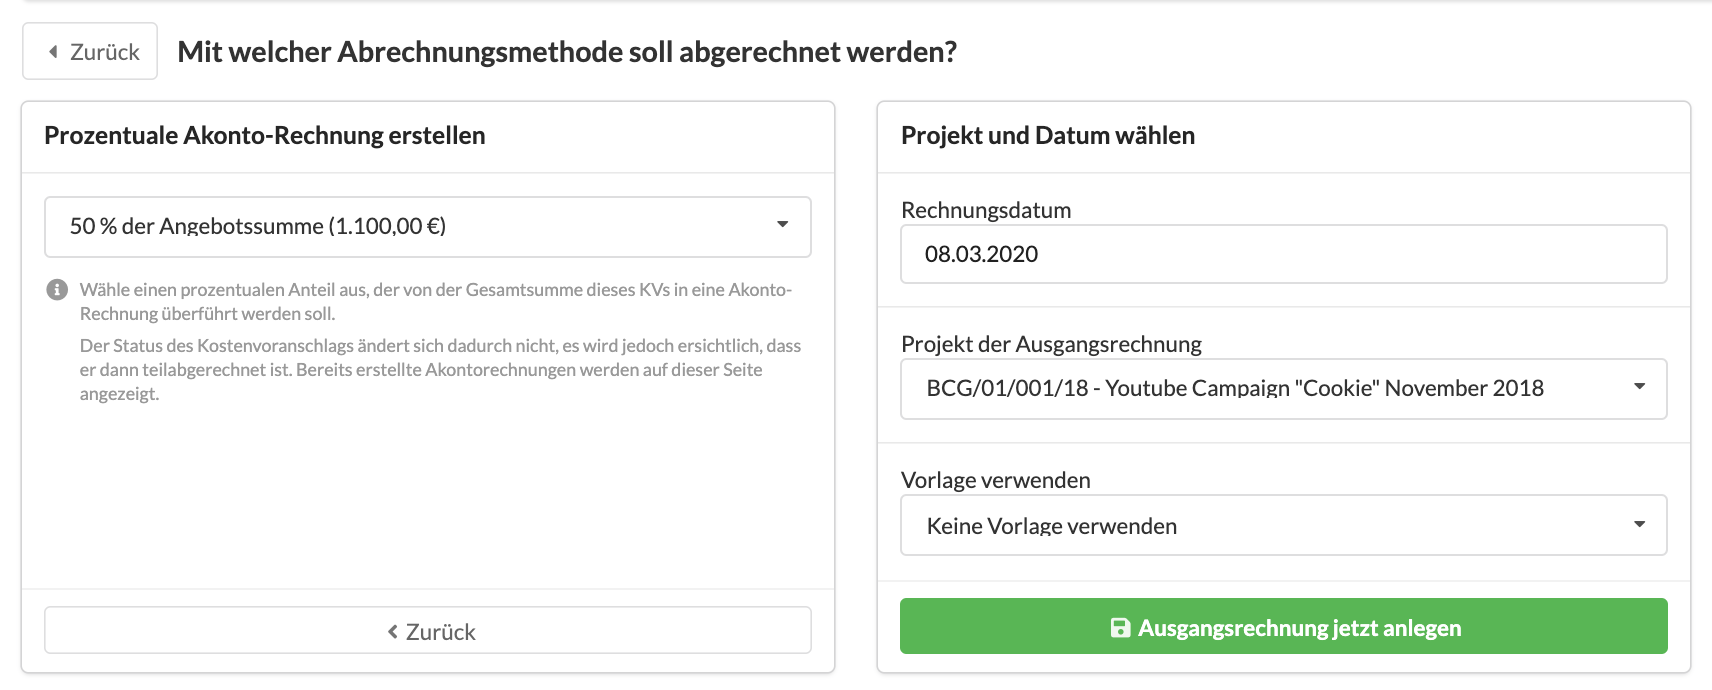 Zurück
Mit welcher Abrechnungsmethode soll abgerechnet werden?
Prozentuale Akonto-Rechnung erstellen
50 % der Angebotssumme (1.100,00 €)
Wähle einen prozentualen Anteil aus, der von der Gesamtsumme dieses KVs in eine Akonto-
Rechnung überführt werden soll.
Der Status des Kostenvoranschlags ändert sich dadurch nicht, es wird jedoch ersichtlich, dass
er dann teilabgerechnet ist. Bereits erstellte Akontorechnungen werden auf dieser Seite
angezeigt.
Zurück
Projekt und Datum wählen
Rechnungsdatum
08.03.2020
Projekt der Ausgangsrechnung
BCG/01/001/18 - Youtube Campaign "Cookie" November 2018
Vorlage verwenden
Keine Vorlage verwenden
Ausgangsrechnung jetzt anlegen